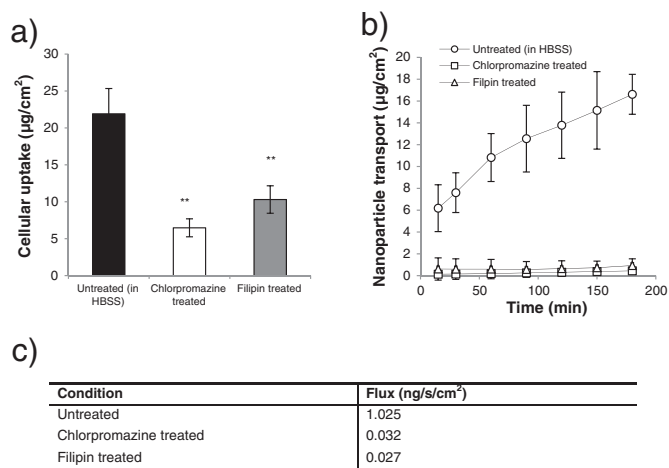 a)
30
25
20
15
10
5
0
Cellular uptake (µg/cm²)
**
**
Untreated (in HBSS)
Chlorpromazine treated
Filipin treated
b)
Untreated (in HBSS)
Chlorpromazine treated
Filpin treated
20
18
16
14
12
10
8
6
4
2
0
Nanoparticle transport (µg/cm²)
0 50 100 150 200
Time (min)
c)
Condition Flux (ng/s/cm²)
Untreated 1.025
Chlorpromazine treated 0.032
Filipin treated 0.027